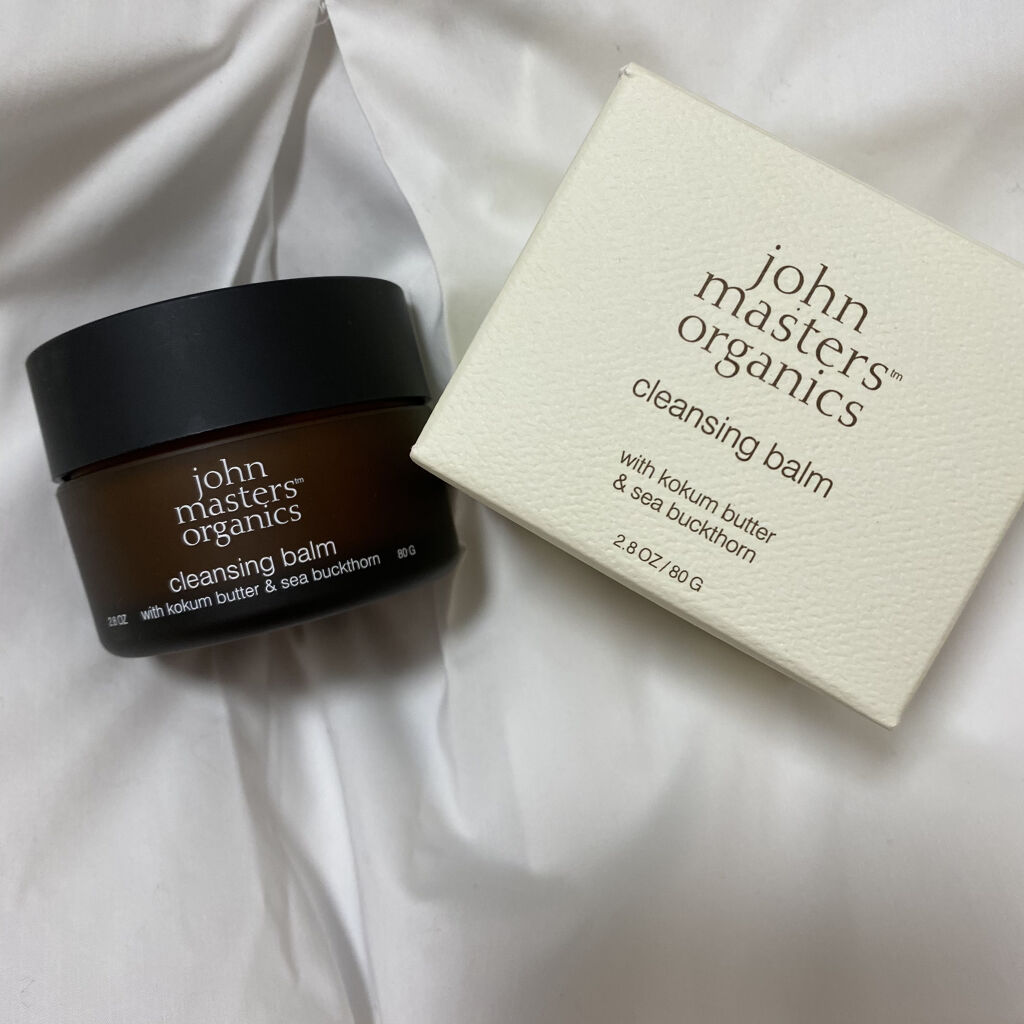 john
masters™
organics
cleansing balm
with kokum butter & sea buckthorn
2.8 OZ
80 G
john
masters™
organics
cleansing balm
with kokum butter
& sea buckthorn
2.8 OZ / 80 G